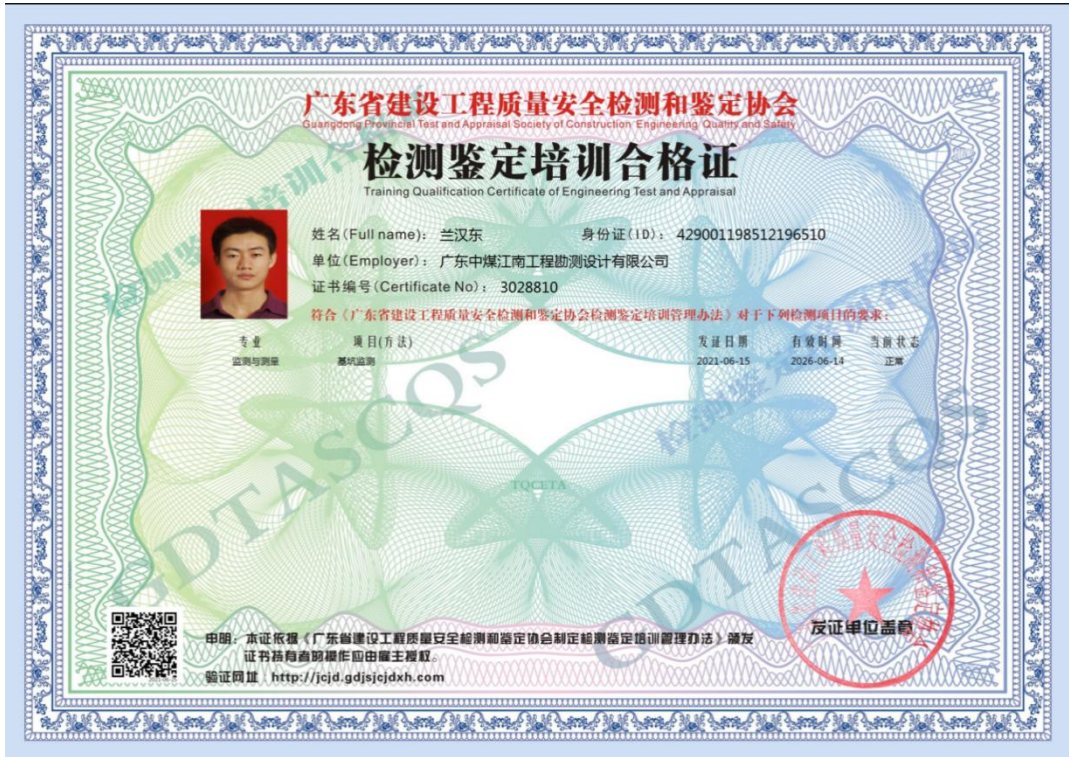 广东省建设工程质量安全检测和鉴定协会
Guangdong Provincial Test and Appraisal Society of Construction Engineering Quality and Safety
检测鉴定培训合格证
Training Qualification Certificate of Engineering Test and Appraisal
姓名(Full name)： 兰汉东 身份证(ID)： 429001198512196510
单位(Employer)： 广东中煤江南工程勘测设计有限公司
证书编号(Certificate No)： 3028810
符合《广东省建设工程质量安全检测和鉴定协会检测鉴定培训管理办法》对于下列检测项目的要求：
专业 项目(方法) 发证日期 有效时间 当前状态
监测与测量 基坑监测 2021-06-15 2026-06-14 正常
GDTASCQS
GDTASCQS
TQCETA
发证单位盖章
申明：本证依据《广东省建设工程质量安全检测和鉴定协会制定检测鉴定培训管理办法》颁发
证书持有者的操作应由雇主授权。
验证网址 http://jcjd.gdjsjcjdxh.com